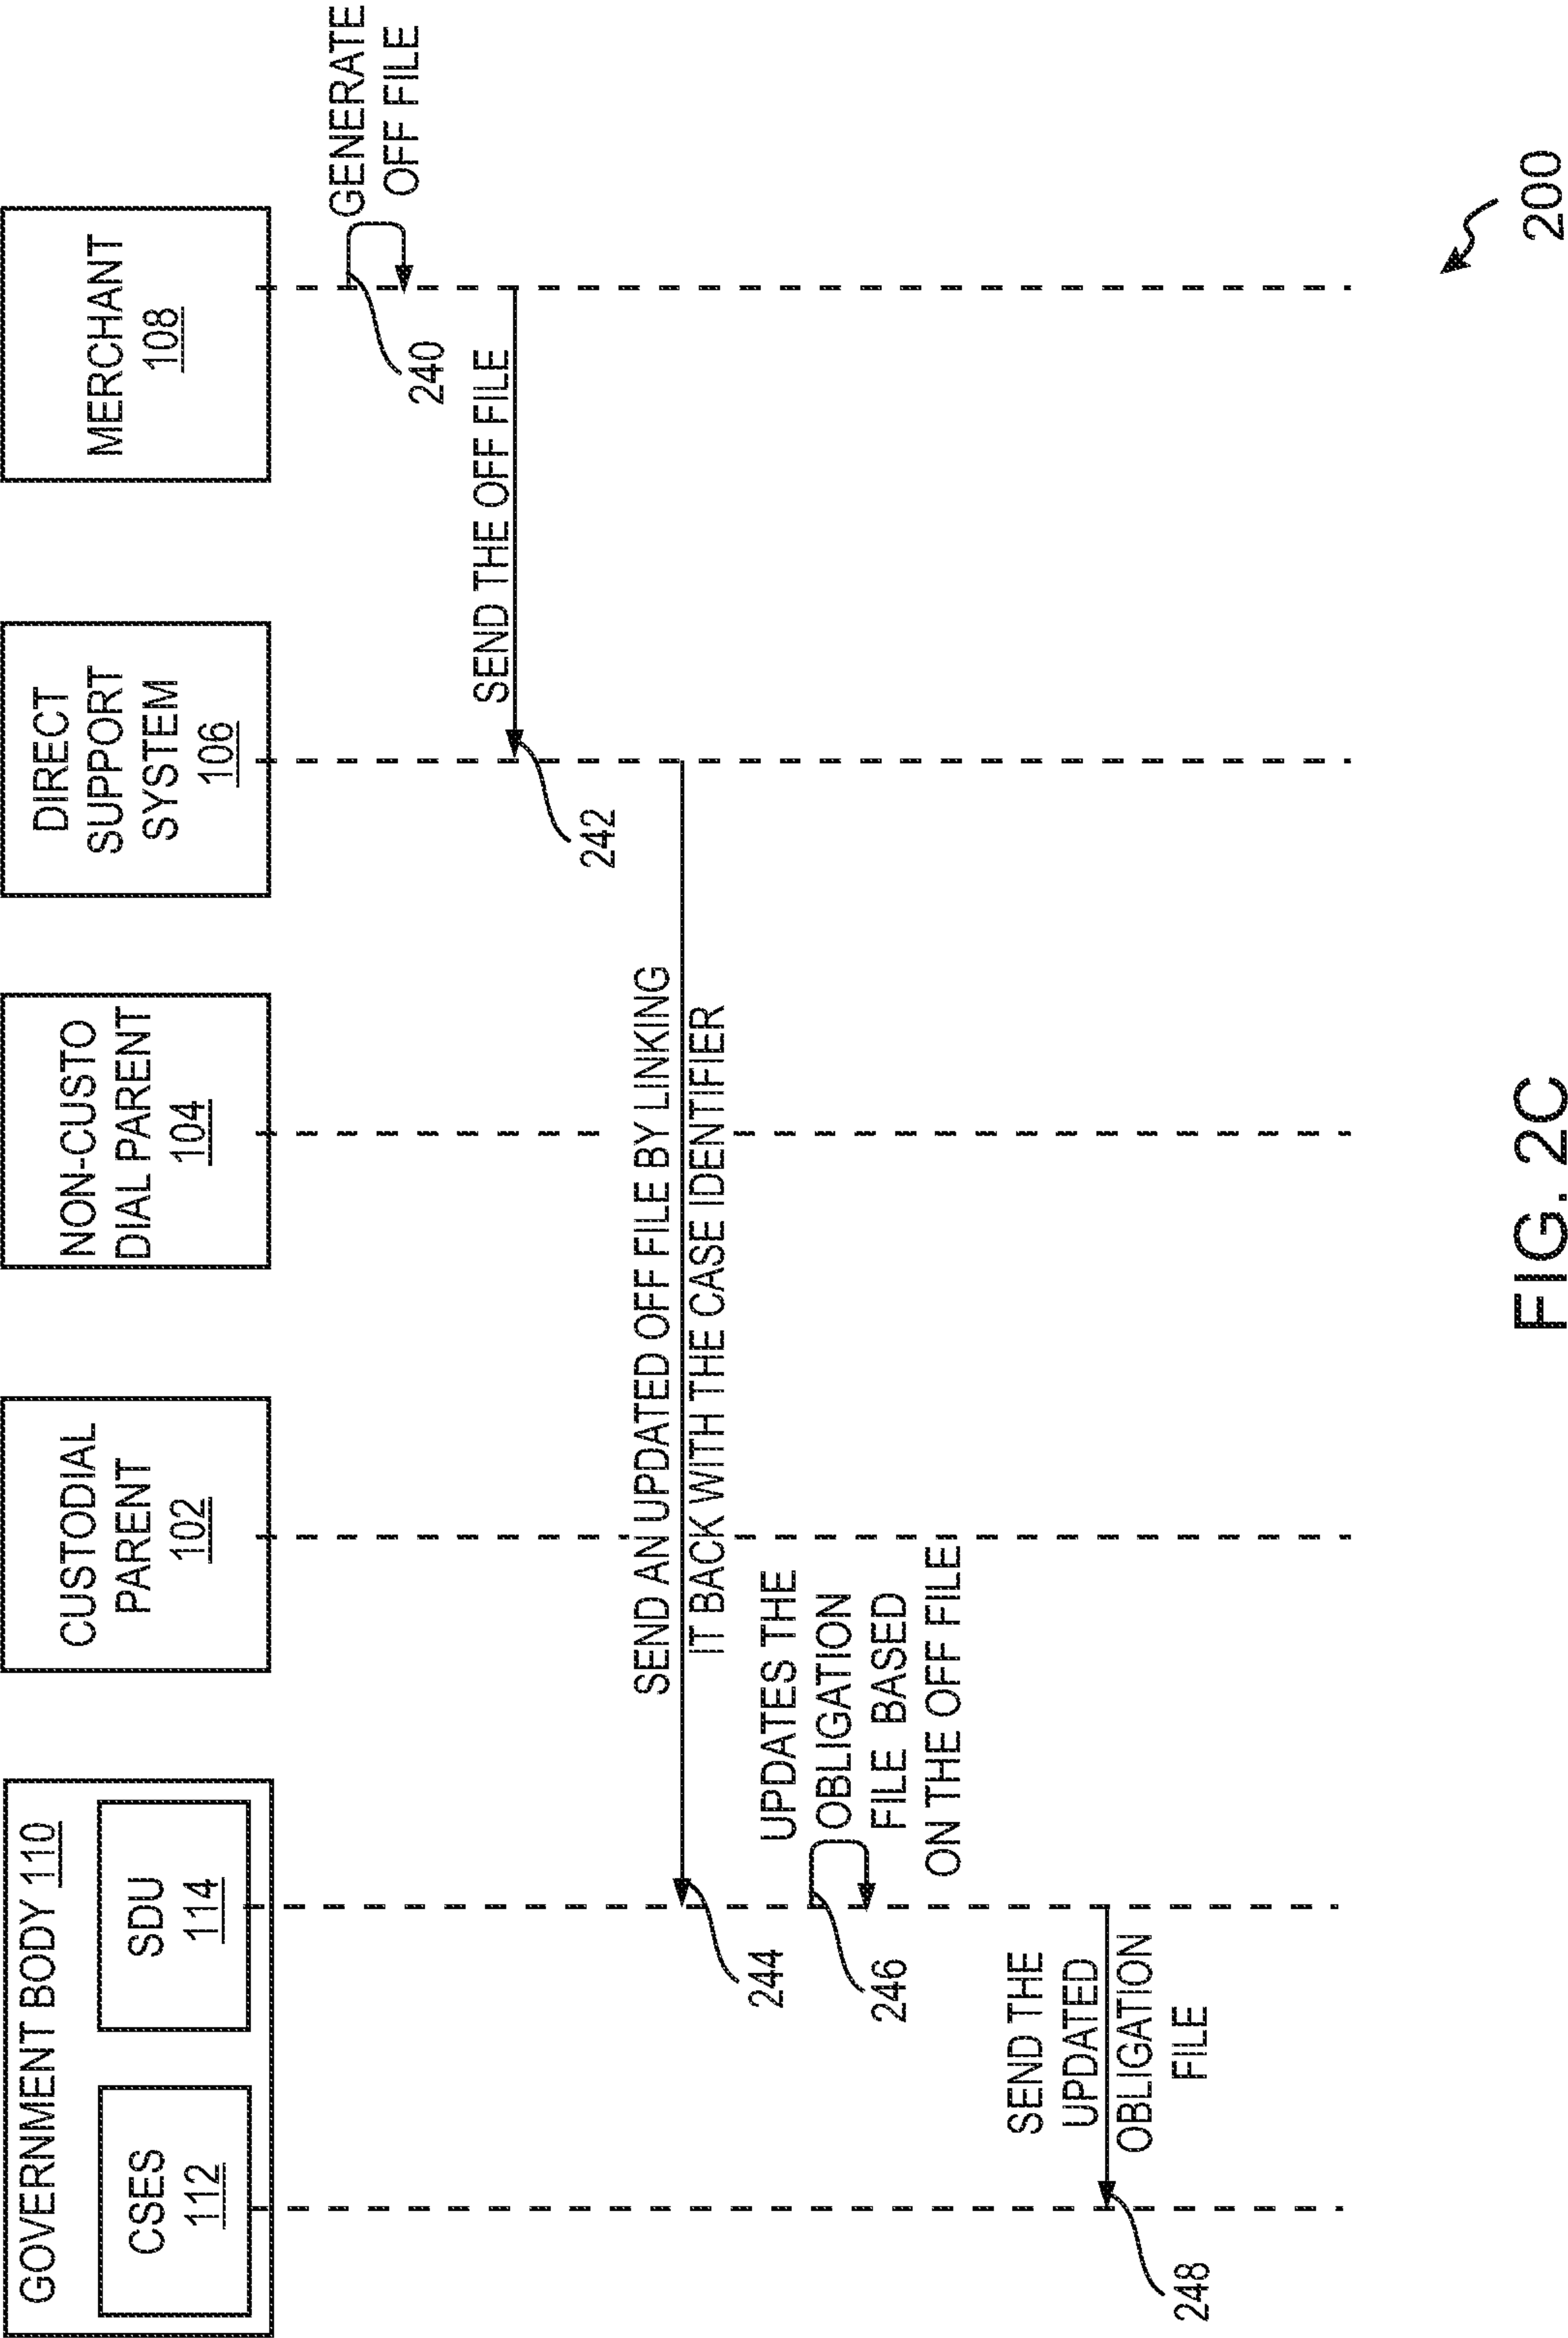 GOVERNMENT BODY 110
CSES
112
SDU
114
CUSTODIAL
PARENT
102
NON-CUSTO
DIAL PARENT
104
DIRECT
SUPPORT
SYSTEM
106
MERCHANT
108
GENERATE
OFF FILE
240
SEND THE OFF FILE
242
SEND AN UPDATED OFF FILE BY LINKING
IT BACK WITH THE CASE IDENTIFIER
244
UPDATES THE
OBLIGATION
FILE BASED
ON THE OFF FILE
246
SEND THE
UPDATED
OBLIGATION
FILE
248
200
FIG. 2C